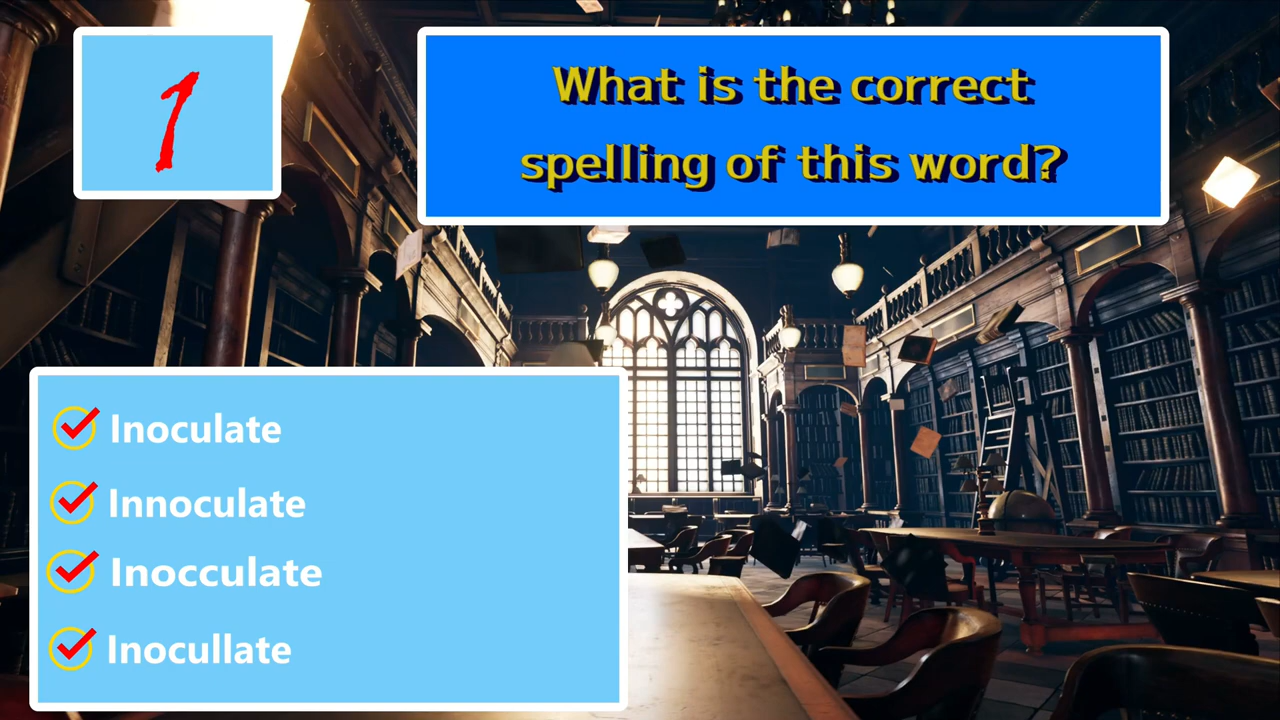 1
What is the correct
spelling of this word?
Inoculate
Innoculate
Inocculate
Inocullate